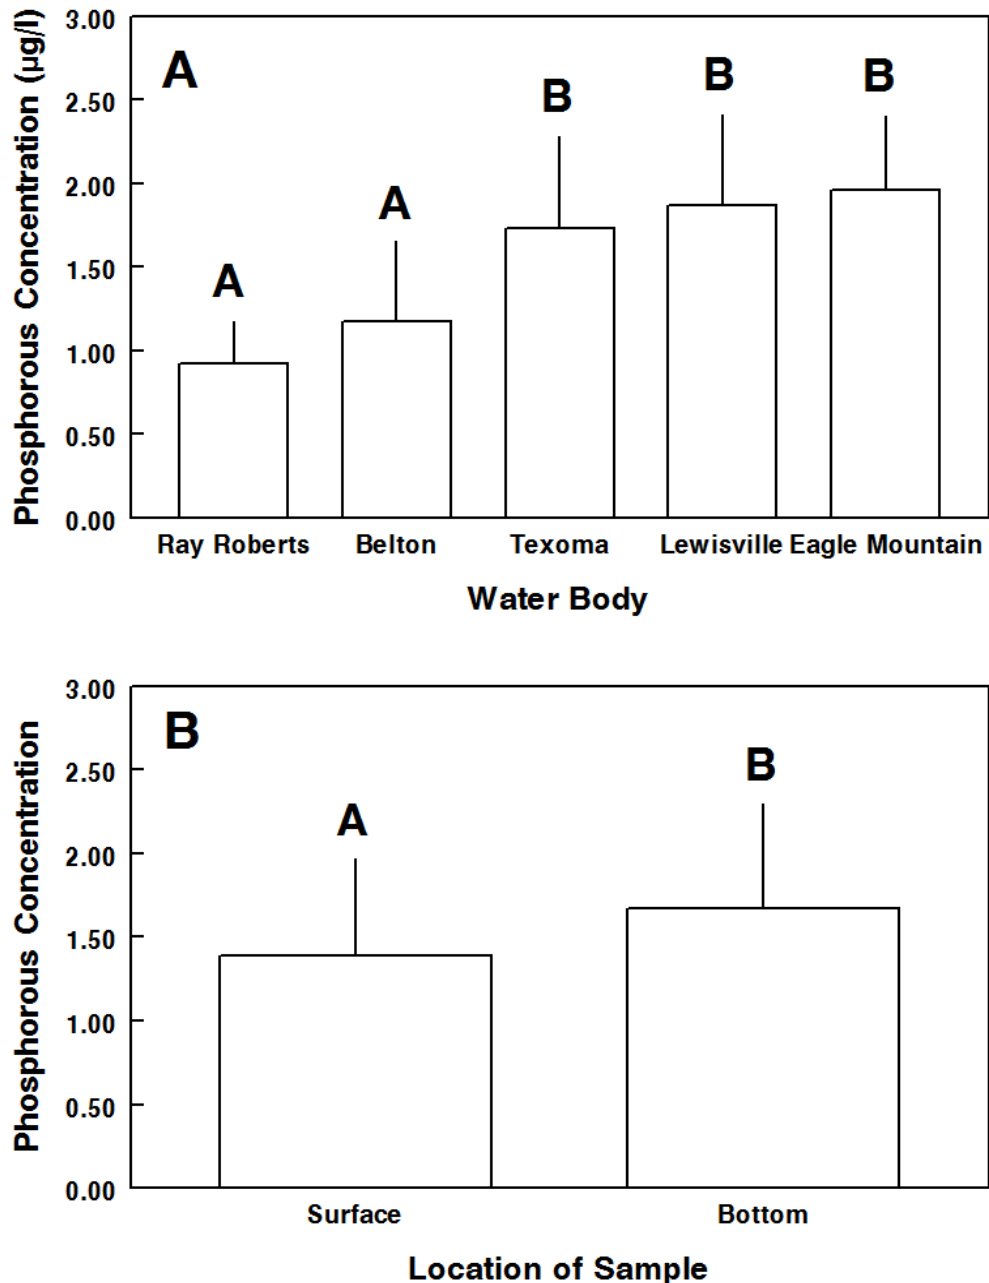 Phosphorous Concentration (µg/l)
3.00
2.50
2.00
1.50
1.00
0.50
0.00
A
A
A
B
B
B
Ray Roberts
Belton
Texoma
Lewisville
Eagle Mountain
Water Body
Phosphorous Concentration
3.00
2.50
2.00
1.50
1.00
0.50
0.00
B
A
B
Surface
Bottom
Location of Sample